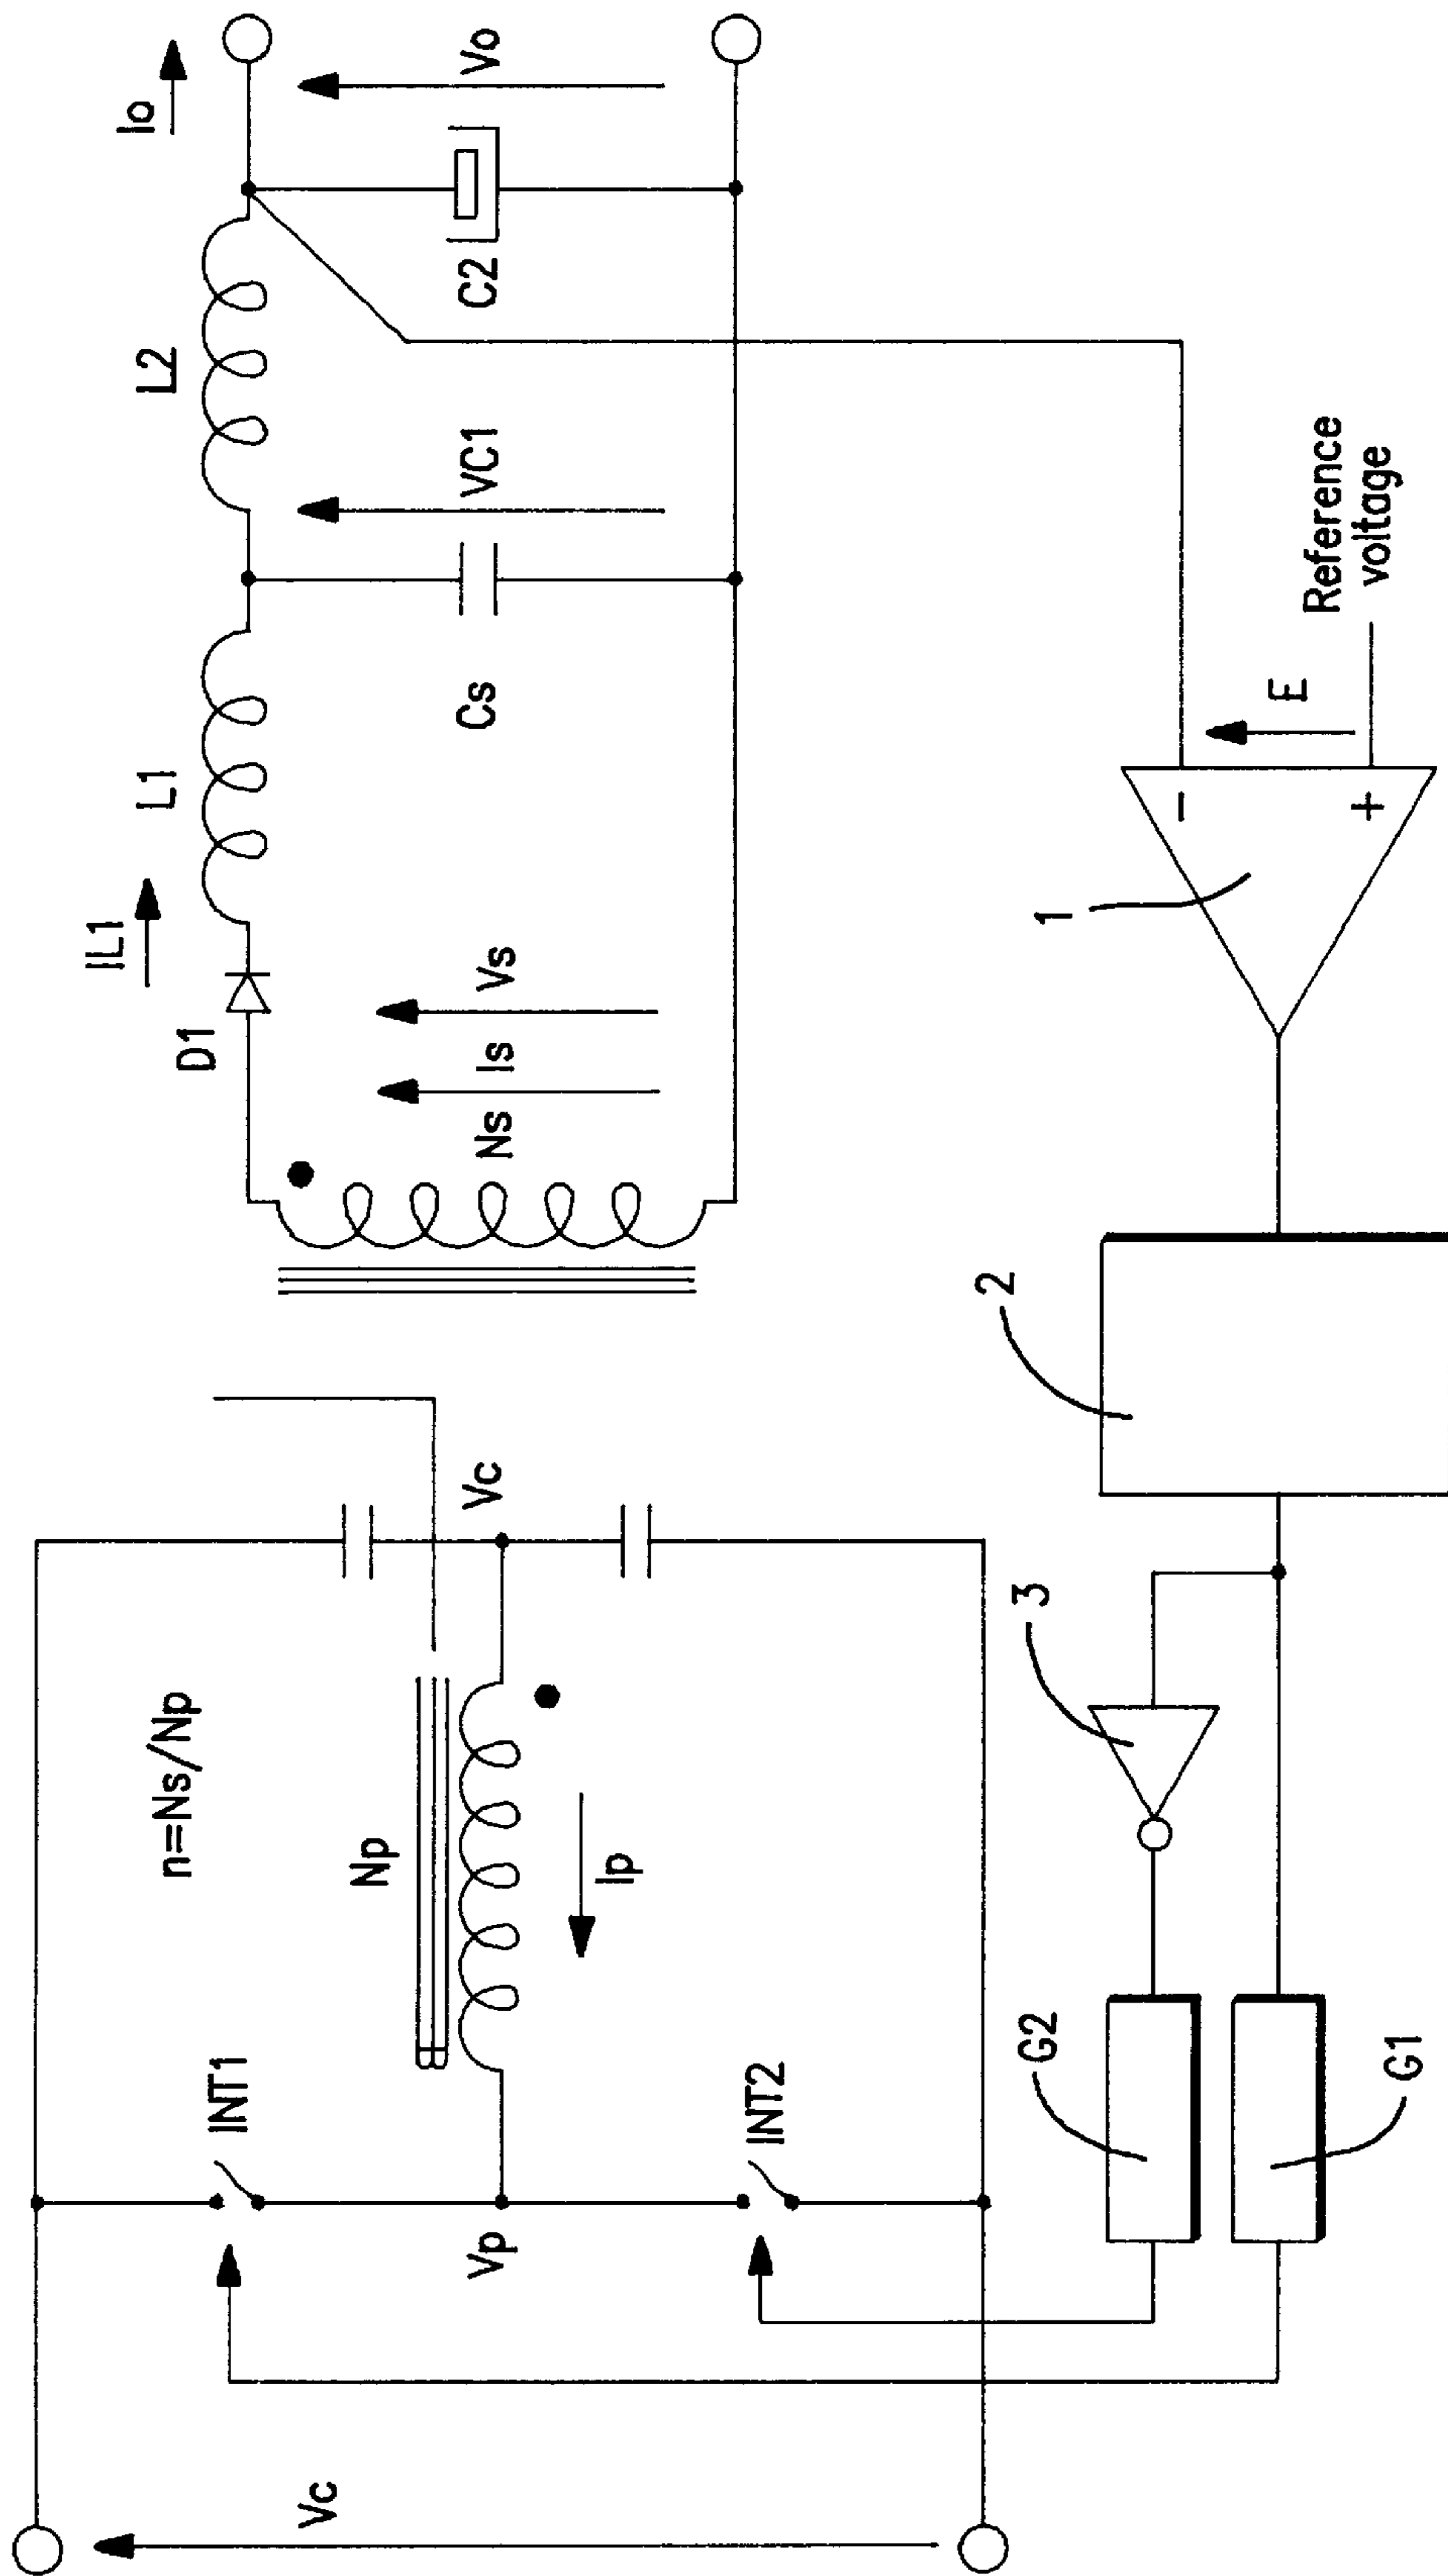 Vc
INT1
INT2
Vp
n=Ns/Np
Np
Ip
Vc
Ns
Is
Vs
D1
IL1
L1
Cs
VC1
L2
C2
Io
Vo
G2
G1
3
2
1
−
+
E
Reference
voltage